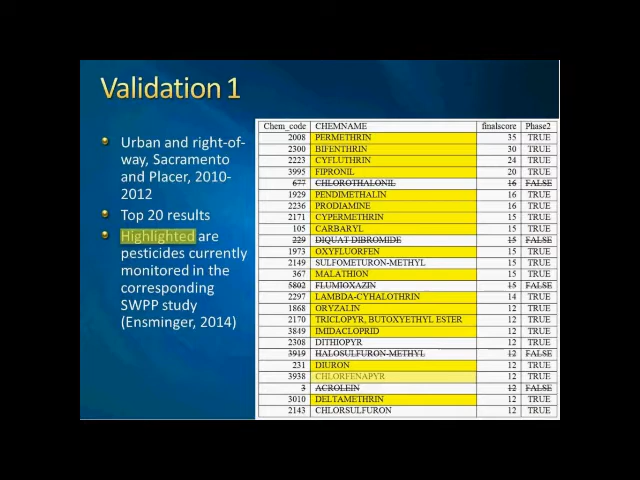 Validation 1
Urban and right-of-
way, Sacramento
and Placer, 2010-
2012
Top 20 results
Highlighted are
pesticides currently
monitored in the
corresponding
SWPP study
(Ensminger, 2014)
Chem_code CHEMNAME finalscore Phase2
2008 PERMETHRIN 35 TRUE
2300 BIFENTHRIN 30 TRUE
2223 CYFLUTHRIN 24 TRUE
3995 FIPRONIL 20 TRUE
677 CHLOROTHALONIL 16 FALSE
1929 PENDIMETHALIN 16 TRUE
2236 PRODIAMINE 16 TRUE
2171 CYPERMETHRIN 15 TRUE
105 CARBARYL 15 TRUE
229 DIQUAT DIBROMIDE 15 FALSE
1973 OXYFLUORFEN 15 TRUE
2149 SULFOMETURON-METHYL 15 TRUE
367 MALATHION 15 TRUE
5802 FLUMIOXAZIN 15 FALSE
2297 LAMBDA-CYHALOTHRIN 14 TRUE
1868 ORYZALIN 12 TRUE
2170 TRICLOPYR, BUTOXYETHYL ESTER 12 TRUE
3849 IMIDACLOPRID 12 TRUE
2308 DITHIOPYR 12 TRUE
3919 HALOSULFURON-METHYL 12 FALSE
231 DIURON 12 TRUE
3938 CHLORFENAPYR 12 TRUE
3 ACROLEIN 12 FALSE
3010 DELTAMETHRIN 12 TRUE
2143 CHLORSULFURON 12 TRUE